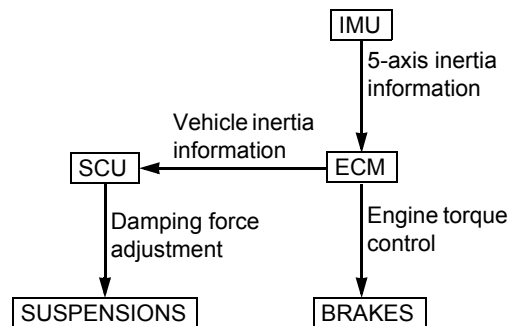 IMU
5-axis inertia
information
Vehicle inertia
information
SCU
ECM
Damping force
adjustment
Engine torque
control
SUSPENSIONS
BRAKES